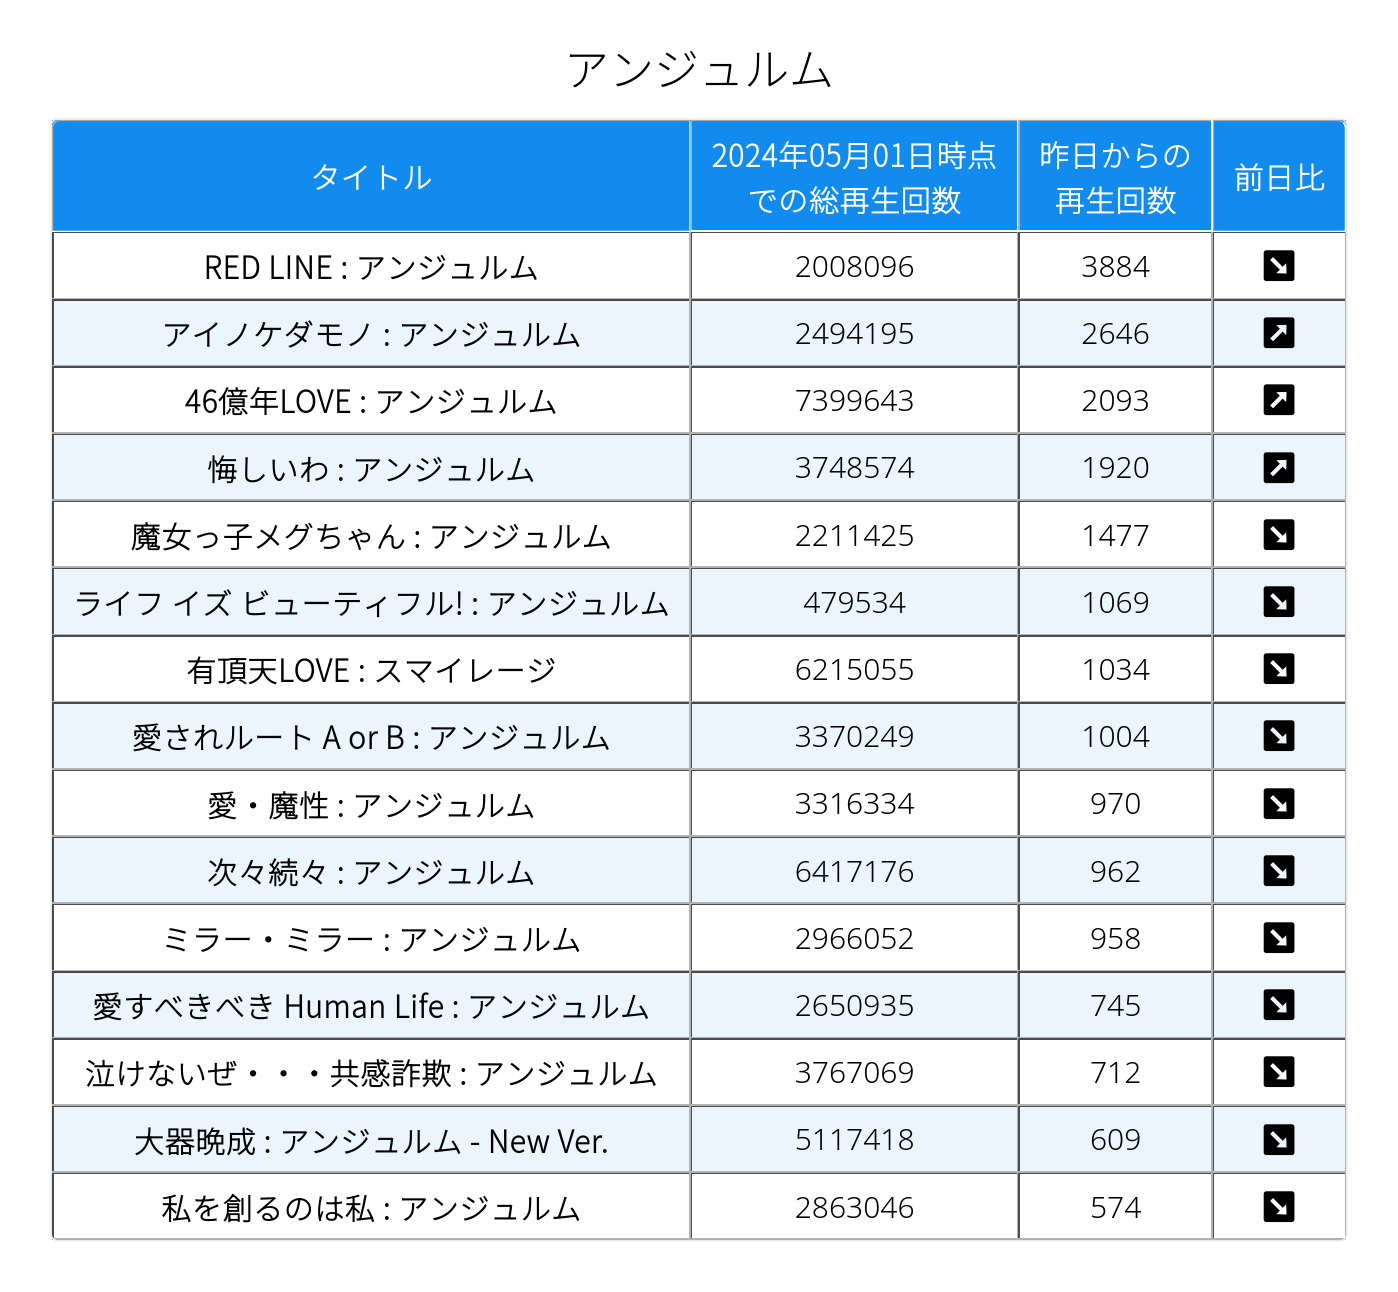 アンジュルム
タイトル
2024年05月01日時点
での総再生回数
昨日からの
再生回数
前日比
RED LINE : アンジュルム 2008096 3884 ↘
アイノケダモノ : アンジュルム 2494195 2646 ↗
46億年LOVE : アンジュルム 7399643 2093 ↗
悔しいわ : アンジュルム 3748574 1920 ↗
魔女っ子メグちゃん : アンジュルム 2211425 1477 ↘
ライフ イズ ビューティフル! : アンジュルム 479534 1069 ↘
有頂天LOVE : スマイレージ 6215055 1034 ↘
愛されルート A or B : アンジュルム 3370249 1004 ↘
愛・魔性 : アンジュルム 3316334 970 ↘
次々続々 : アンジュルム 6417176 962 ↘
ミラー・ミラー : アンジュルム 2966052 958 ↘
愛すべきべき Human Life : アンジュルム 2650935 745 ↘
泣けないぜ・・・共感詐欺 : アンジュルム 3767069 712 ↘
大器晩成 : アンジュルム - New Ver. 5117418 609 ↘
私を創るのは私 : アンジュルム 2863046 574 ↘